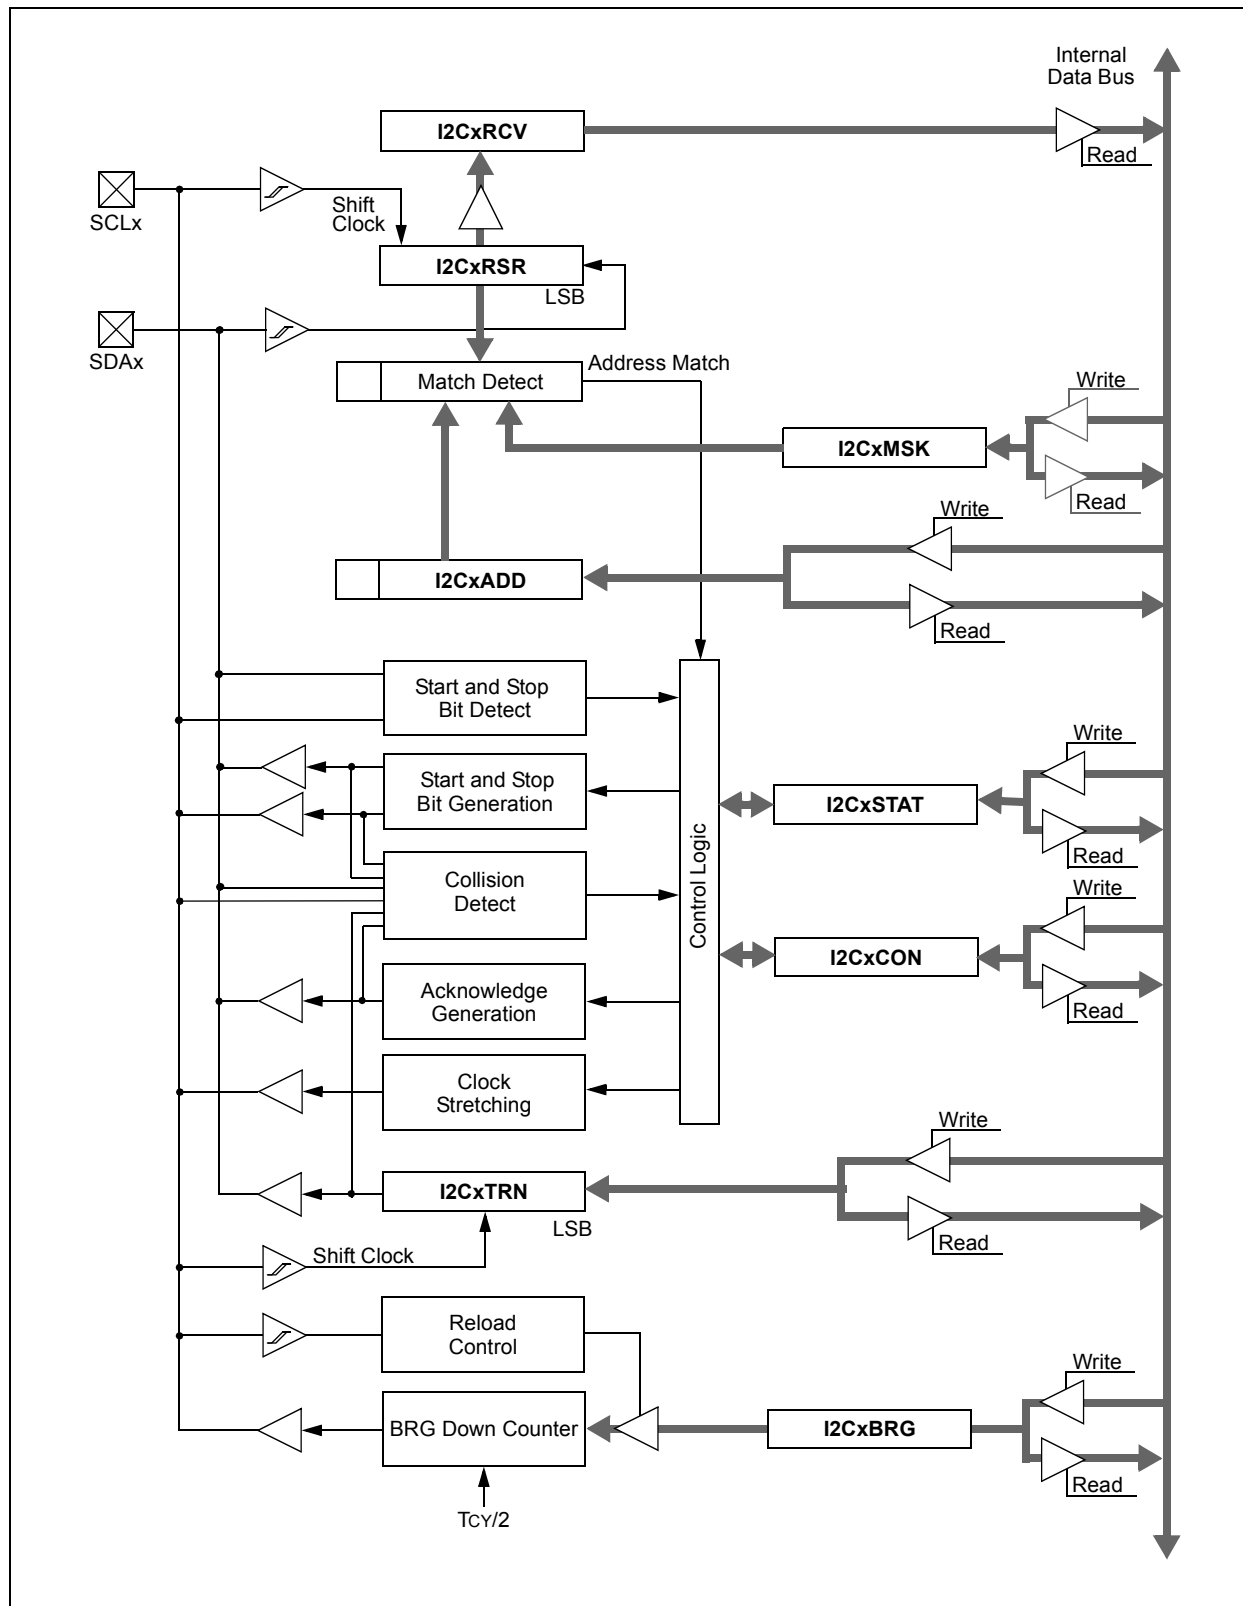 Internal
Data Bus
I2CxRCV
Read
SCLx
Shift
Clock
I2CxRSR
LSB
SDAx
Address Match
Match Detect
Write
I2CxMSK
Read
Write
I2CxADD
Read
Start and Stop
Bit Detect
Write
Start and Stop
Bit Generation
I2CxSTAT
Read
Control Logic
Collision
Detect
Write
I2CxCON
Acknowledge
Generation
Read
Clock
Stretching
Write
I2CxTRN
LSB
Read
Shift Clock
Reload
Control
Write
BRG Down Counter
I2CxBRG
Read
TCY/2